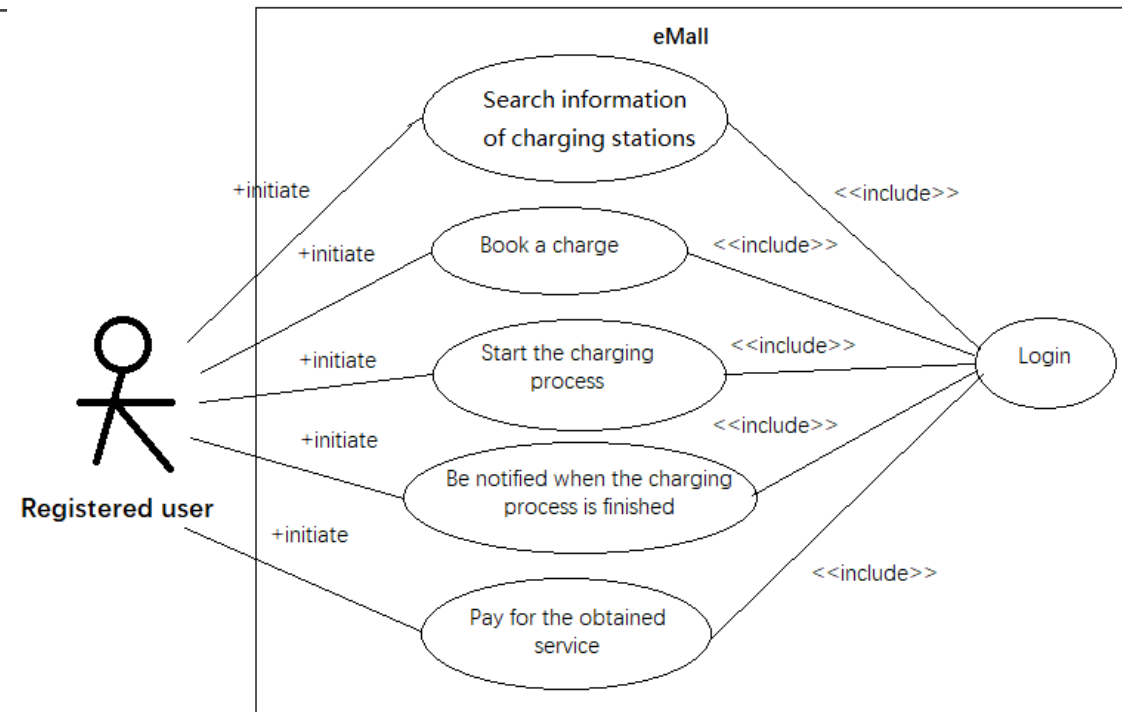 eMall
Search information
of charging stations
+initiate
<<include>>
Book a charge
+initiate
<<include>>
Start the charging
process
+initiate
<<include>>
Login
Be notified when the charging
process is finished
+initiate
<<include>>
Registered user
+initiate
<<include>>
Pay for the obtained
service